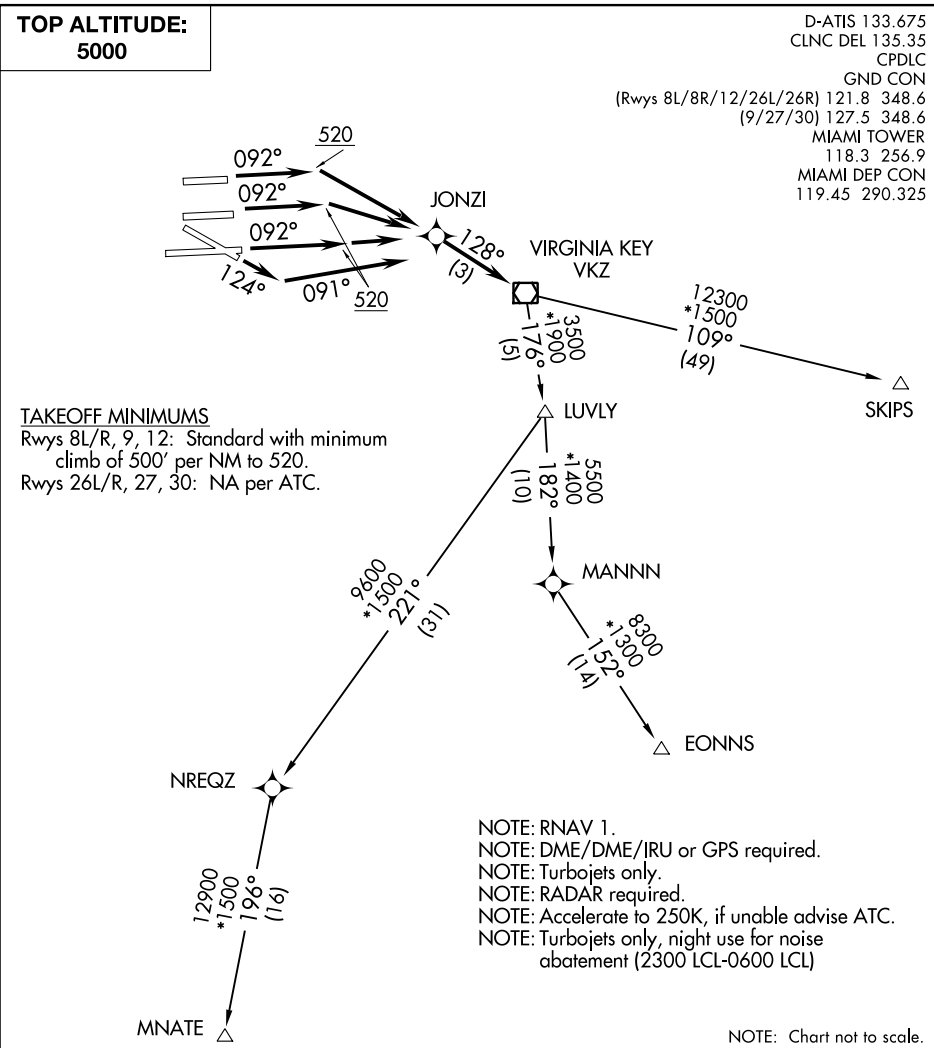 TOP ALTITUDE:
5000
D-ATIS 133.675
CLNC DEL 135.35
CPDLC
GND CON
(Rwys 8L/8R/12/26L/26R) 121.8 348.6
(9/27/30) 127.5 348.6
MIAMI TOWER
118.3 256.9
MIAMI DEP CON
119.45 290.325
520
092°
092°
092°
124°
091°
520
JONZI
128°
(3)
VIRGINIA KEY
VKZ
12300
*1500
109°
(49)
SKIPS
3500
*1900
176°
(5)
LUVLY
TAKEOFF MINIMUMS
Rwys 8L/R, 9, 12: Standard with minimum
climb of 500' per NM to 520.
Rwys 26L/R, 27, 30: NA per ATC.
5500
*1400
182°
(10)
MANNN
9600
*1500
221°
(31)
8300
*1300
152°
(14)
EONNS
NREQZ
12900
*1500
196°
(16)
MNATE
NOTE: RNAV 1.
NOTE: DME/DME/IRU or GPS required.
NOTE: Turbojets only.
NOTE: RADAR required.
NOTE: Accelerate to 250K, if unable advise ATC.
NOTE: Turbojets only, night use for noise
abatement (2300 LCL-0600 LCL)
NOTE: Chart not to scale.